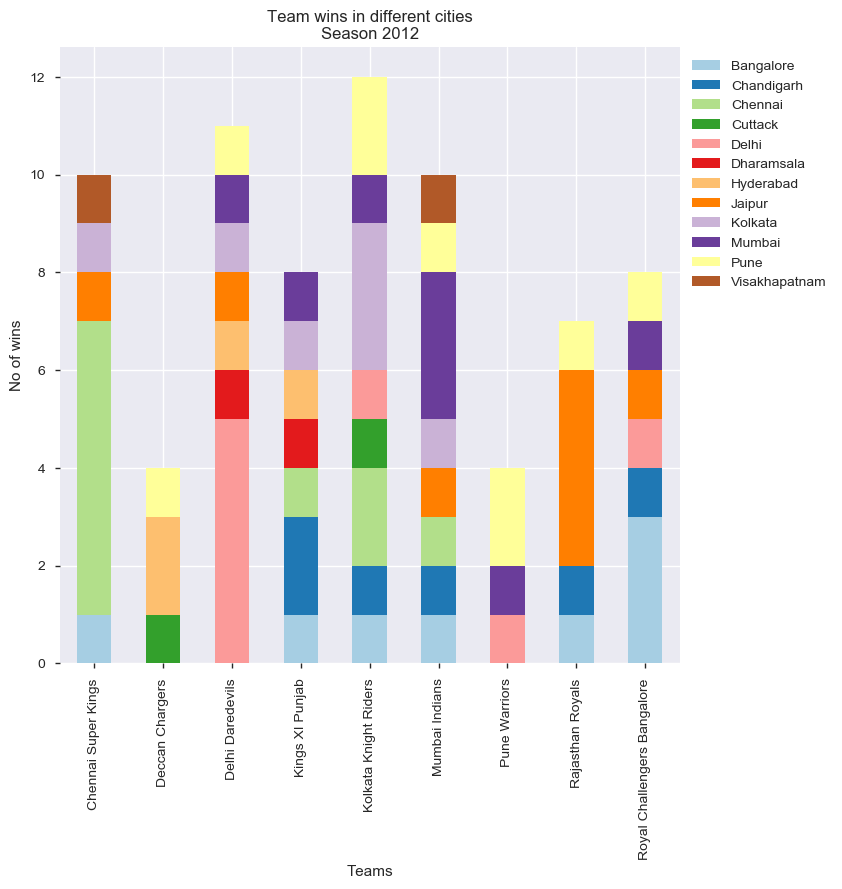 Team wins in different cities
Season 2012
No of wins
12
10
8
6
4
2
0
Chennai Super Kings
Deccan Chargers
Delhi Daredevils
Kings XI Punjab
Kolkata Knight Riders
Mumbai Indians
Pune Warriors
Rajasthan Royals
Royal Challengers Bangalore
Teams
Bangalore
Chandigarh
Chennai
Cuttack
Delhi
Dharamsala
Hyderabad
Jaipur
Kolkata
Mumbai
Pune
Visakhapatnam